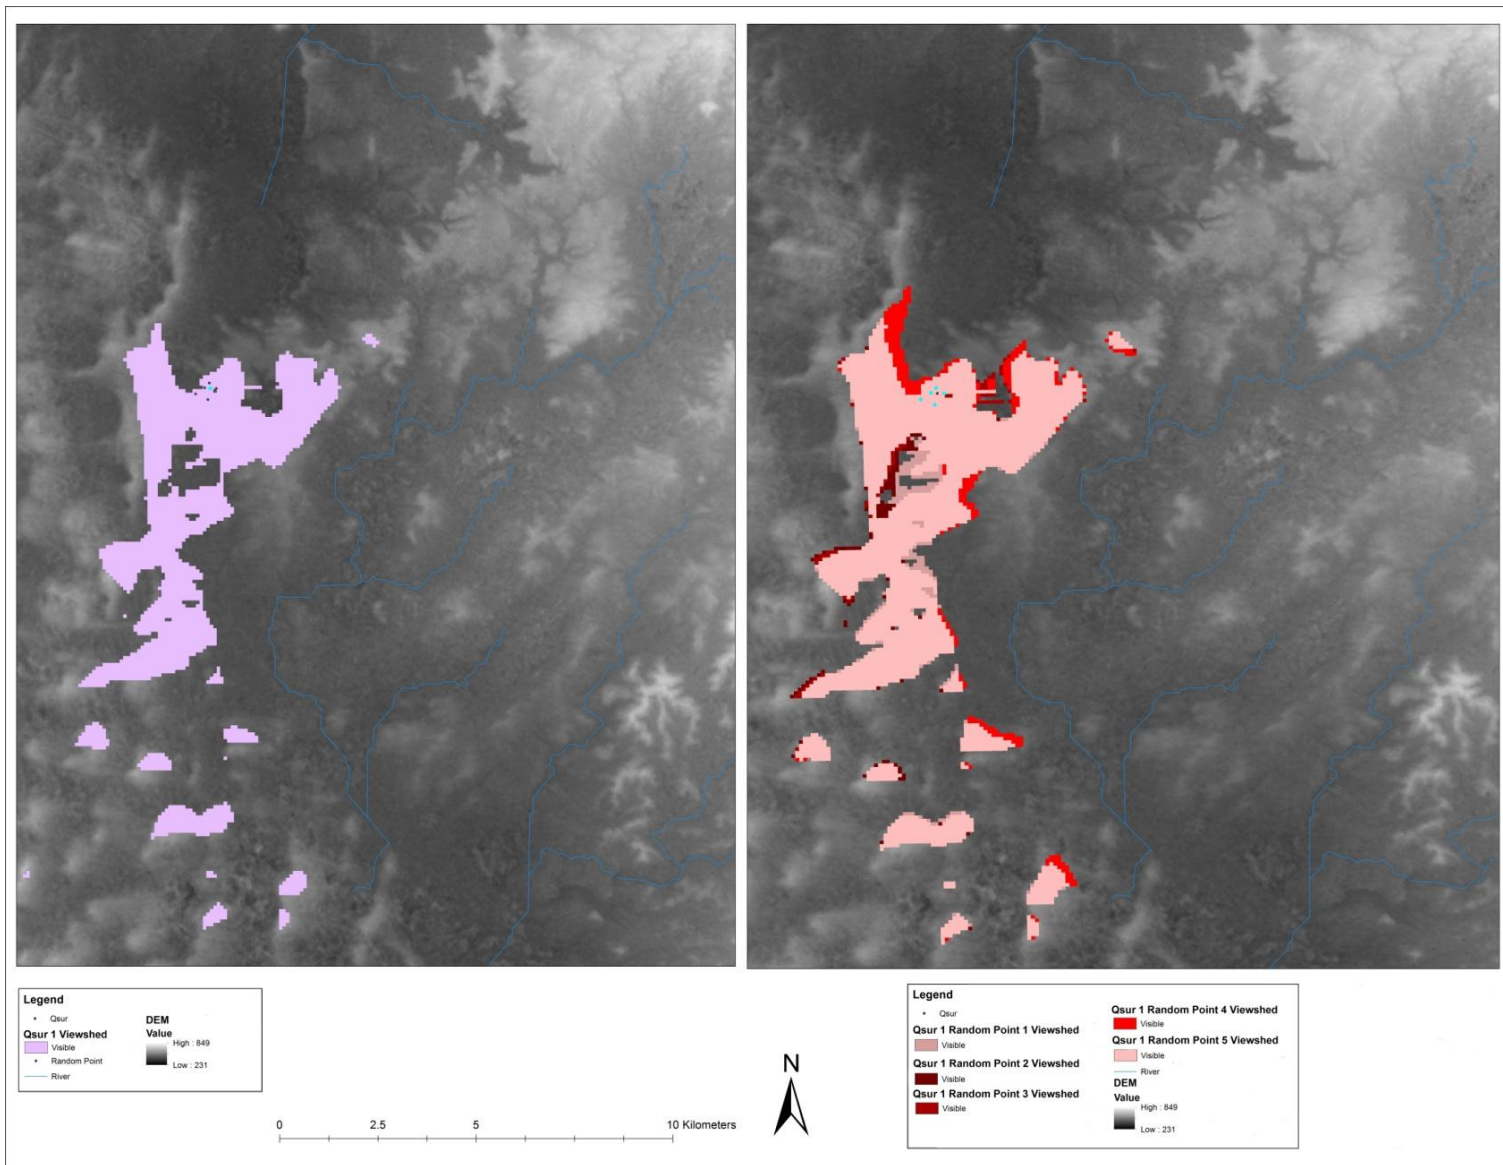 Legend
Qsur
Qsur 1 Viewshed
Visible
Random Point
River
DEM
Value
High : 849
Low : 231
0 2.5 5 10 Kilometers
N
Legend
Qsur
Qsur 1 Random Point 1 Viewshed
Visible
Qsur 1 Random Point 2 Viewshed
Visible
Qsur 1 Random Point 3 Viewshed
Visible
Qsur 1 Random Point 4 Viewshed
Visible
Qsur 1 Random Point 5 Viewshed
Visible
River
DEM
Value
High : 849
Low : 231